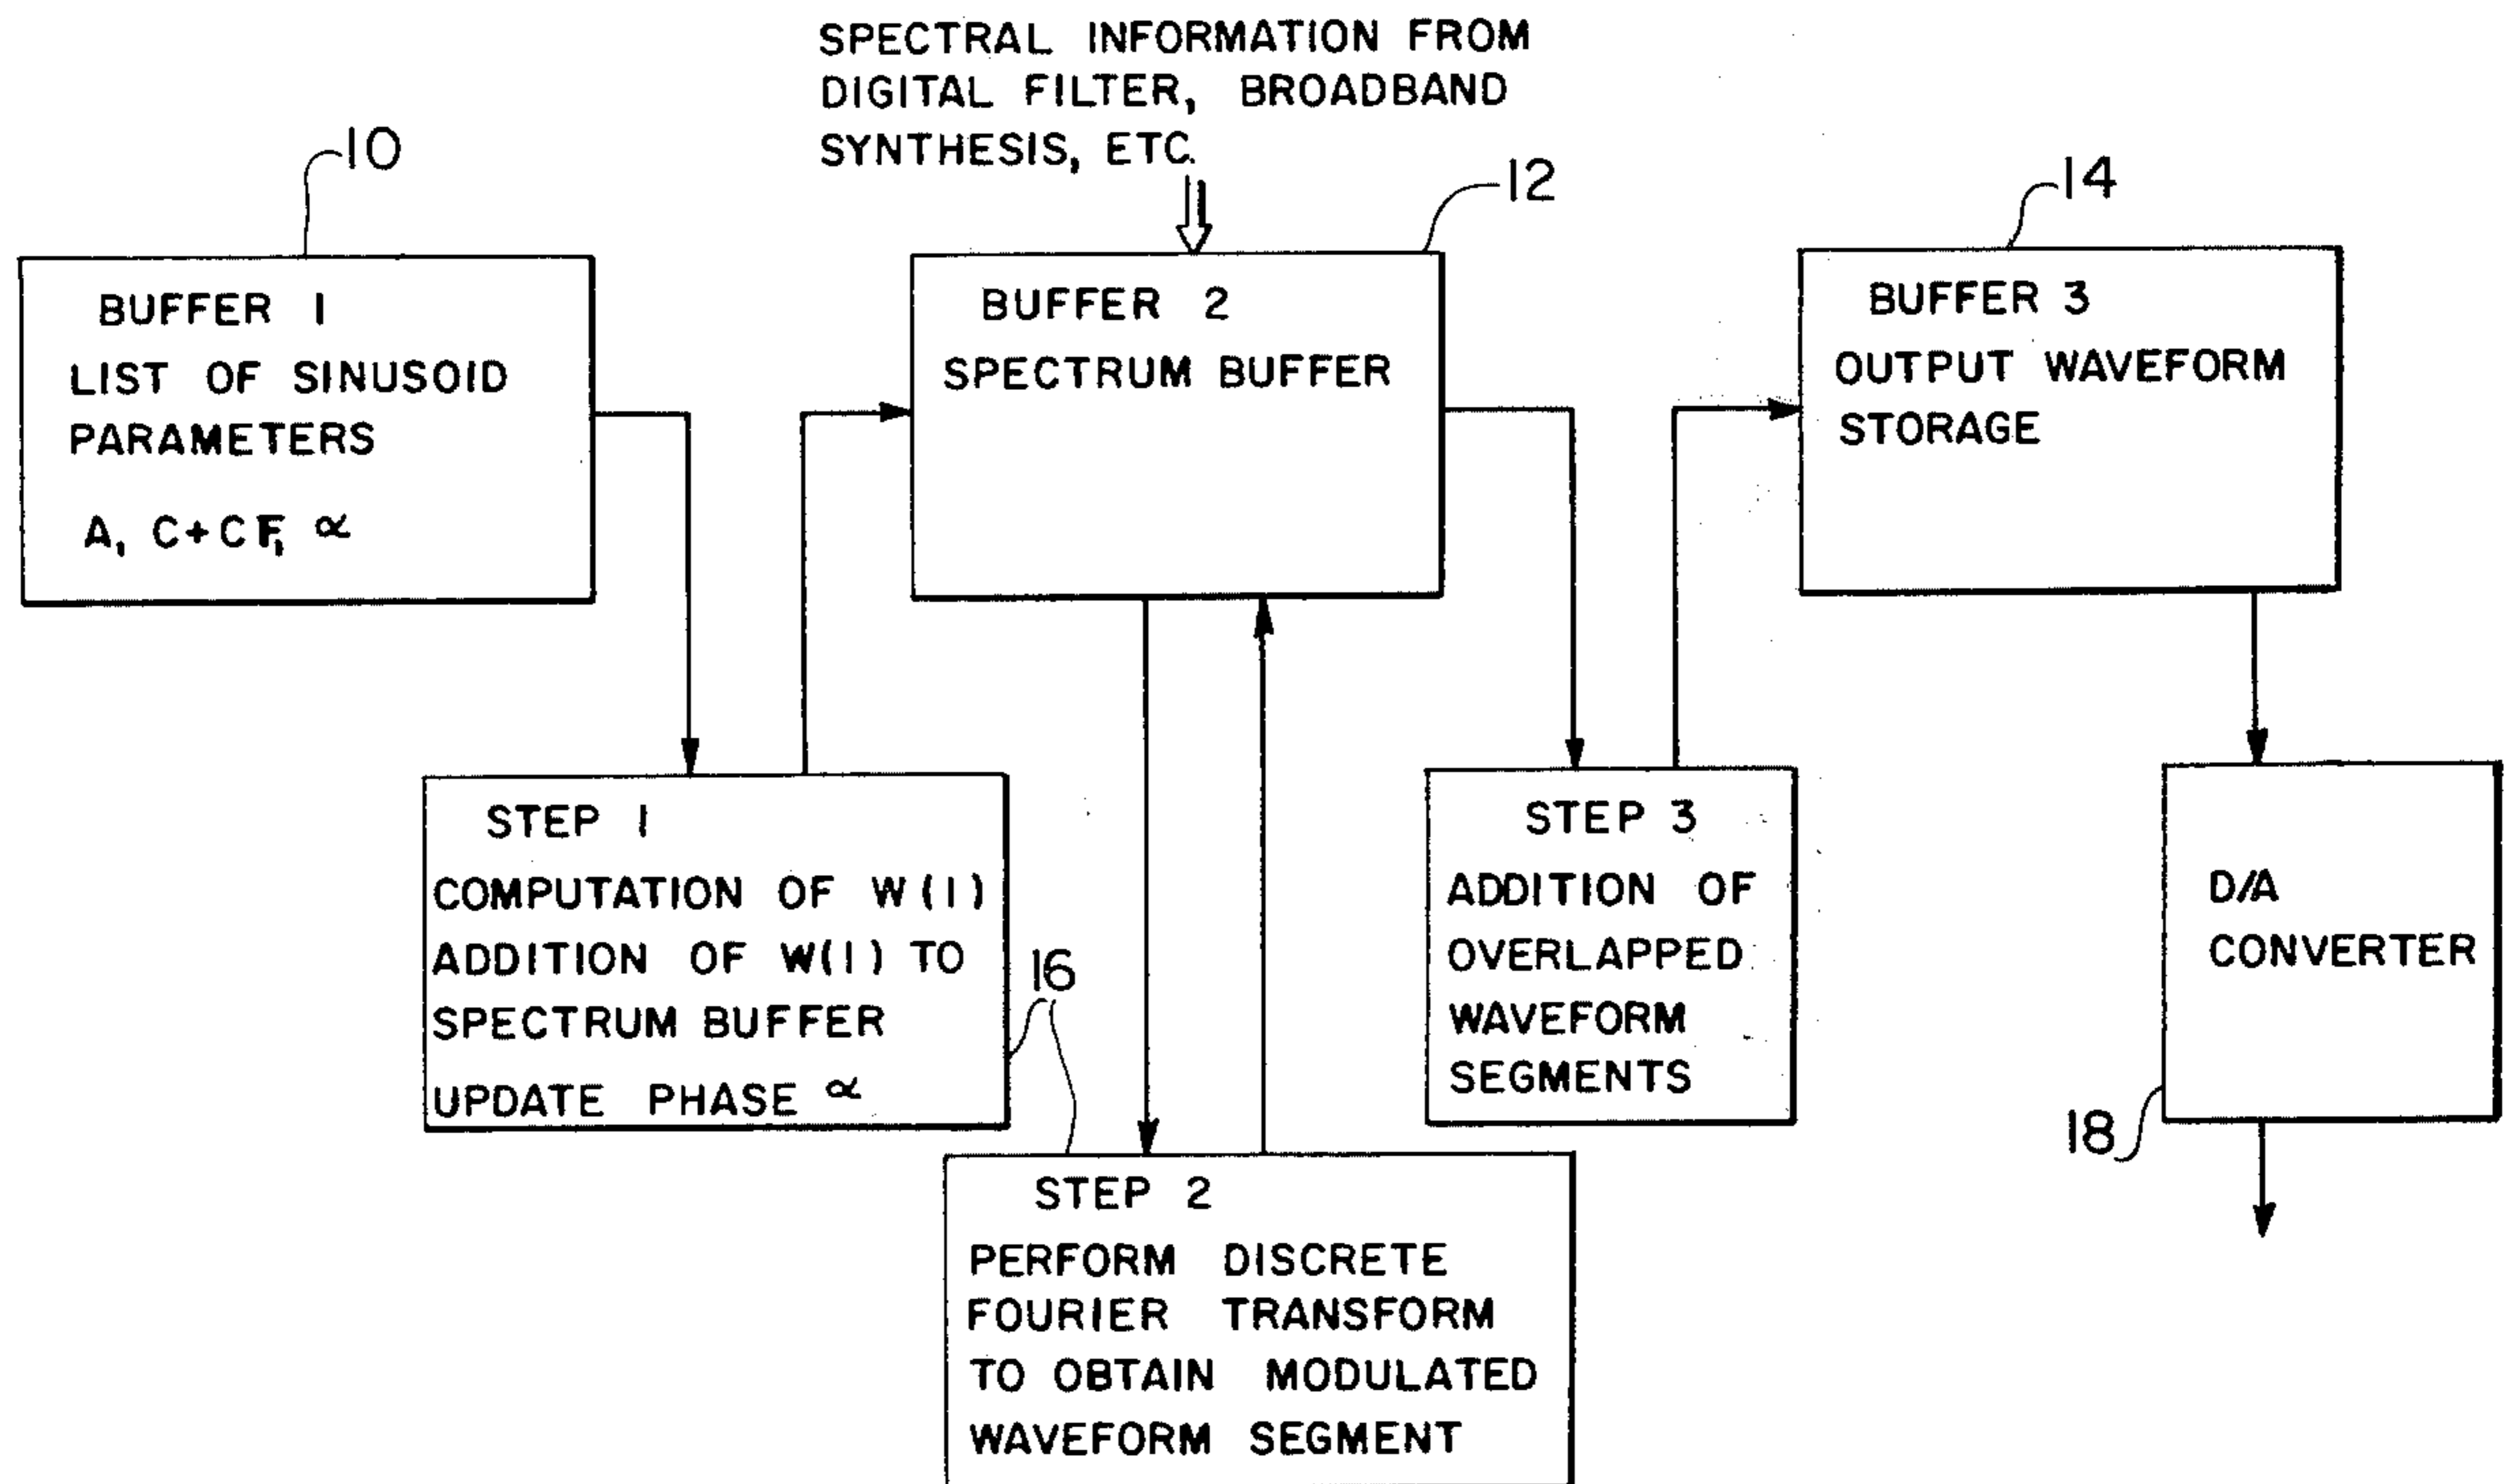 SPECTRAL INFORMATION FROM
DIGITAL FILTER, BROADBAND
SYNTHESIS, ETC.
10
12
14
BUFFER 1
LIST OF SINUSOID
PARAMETERS
A, C+CF, α
BUFFER 2
SPECTRUM BUFFER
BUFFER 3
OUTPUT WAVEFORM
STORAGE
STEP 1
COMPUTATION OF W(I)
ADDITION OF W(I) TO
SPECTRUM BUFFER
UPDATE PHASE α
16
STEP 2
PERFORM DISCRETE
FOURIER TRANSFORM
TO OBTAIN MODULATED
WAVEFORM SEGMENT
STEP 3
ADDITION OF
OVERLAPPED
WAVEFORM
SEGMENTS
D/A
CONVERTER
18